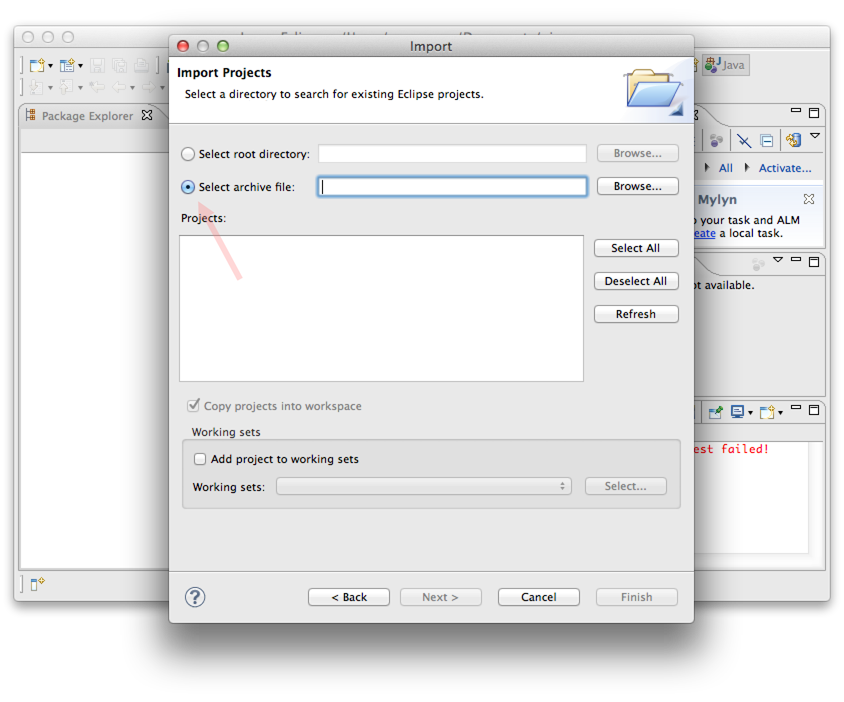 Import
Java
Import Projects
Select a directory to search for existing Eclipse projects.
Package Explorer
Select root directory:
Browse...
All
Activate...
Select archive file:
Browse...
Mylyn
Projects:
your task and ALM
eate a local task.
Select All
Deselect All
ot available.
Refresh
Copy projects into workspace
Working sets
est failed!
Add project to working sets
Working sets:
Select...
?
< Back
Next >
Cancel
Finish